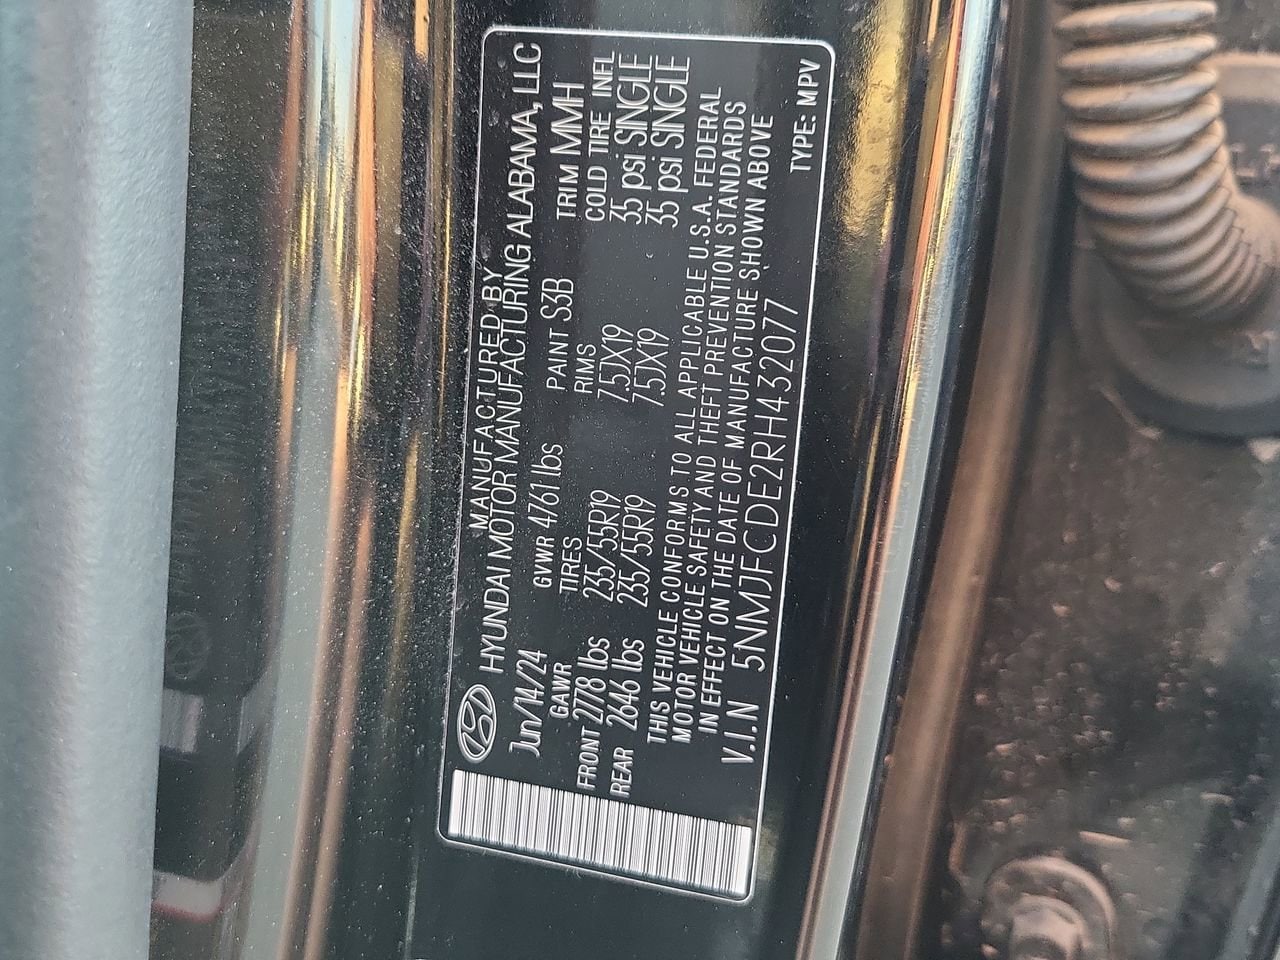 MANUFACTURED BY
HYUNDAI MOTOR MANUFACTURING ALABAMA, LLC
Jun/14/24 GVWR 4761 lbs PAINT S3B TRIM MMH
GAWR TIRES RIMS COLD TIRE INFL
FRONT 2778 lbs 235/55R19 7.5JX19 35 psi SINGLE
REAR 2646 lbs 235/55R19 7.5JX19 35 psi SINGLE
THIS VEHICLE CONFORMS TO ALL APPLICABLE U.S.A. FEDERAL
MOTOR VEHICLE SAFETY AND THEFT PREVENTION STANDARDS
IN EFFECT ON THE DATE OF MANUFACTURE SHOWN ABOVE
V.I.N 5NMJFCDE2RH432077 TYPE: MPV